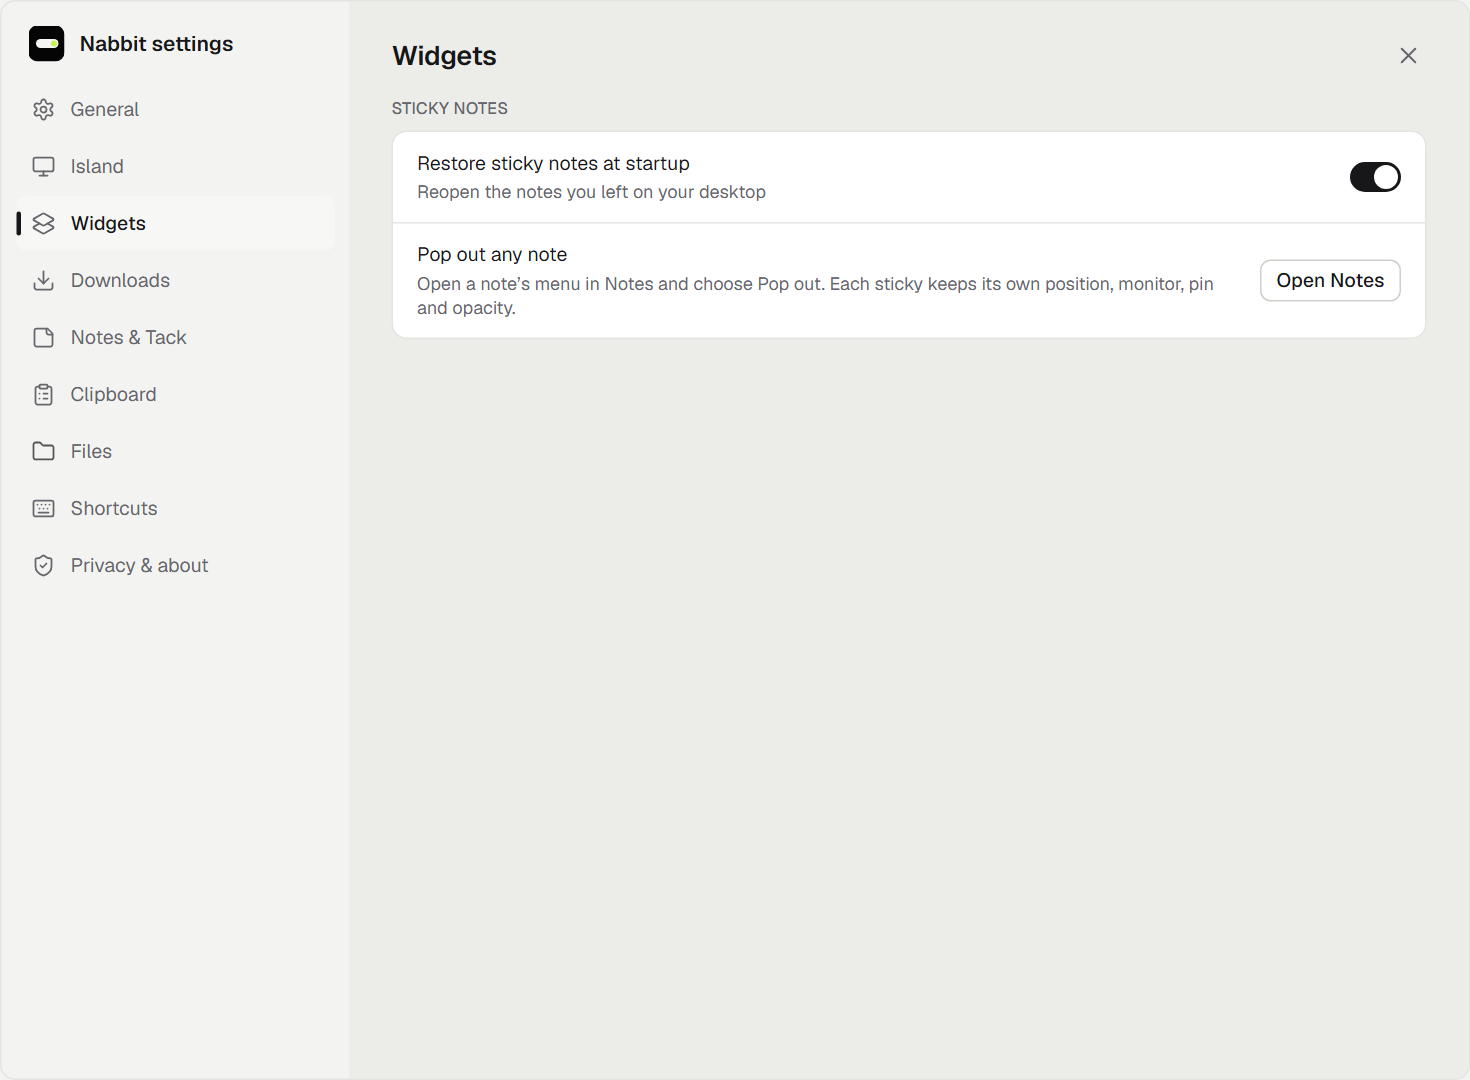 Nabbit settings
General
Island
Widgets
Downloads
Notes & Tack
Clipboard
Files
Shortcuts
Privacy & about
Widgets
STICKY NOTES
Restore sticky notes at startup
Reopen the notes you left on your desktop
Pop out any note
Open a note’s menu in Notes and choose Pop out. Each sticky keeps its own position, monitor, pin
and opacity.
Open Notes